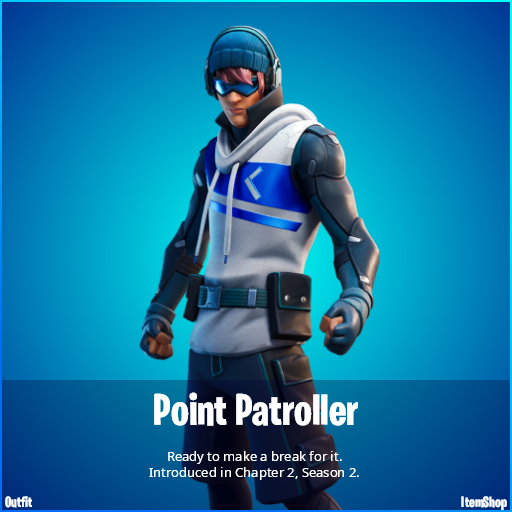 Point Patroller
Ready to make a break for it.
Introduced in Chapter 2, Season 2.
Outfit
ItemShop